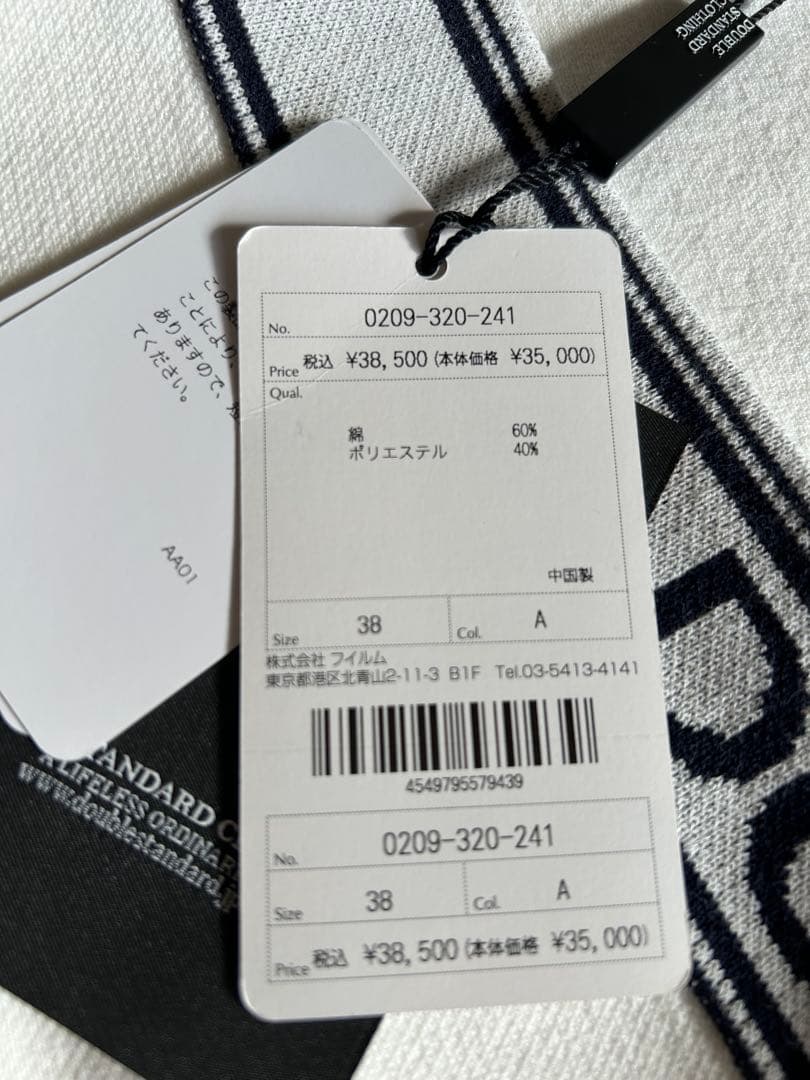 DOUBLE
STANDARD
CLOTHING
ことにより、
ありますので、
てください。
AA01
No. 0209-320-241
Price 税込 ¥38,500 (本体価格 ¥35,000)
Qual.
綿 60%
ポリエステル 40%
中国製
Size 38 Col. A
株式会社 フイルム
東京都港区北青山2-11-3 B1F Tel.03-5413-4141
4549795579439
No. 0209-320-241
Size 38 Col. A
Price 税込 ¥38,500 (本体価格 ¥35,000)
STANDARD
A LIFELESS
www.double-standard.jp